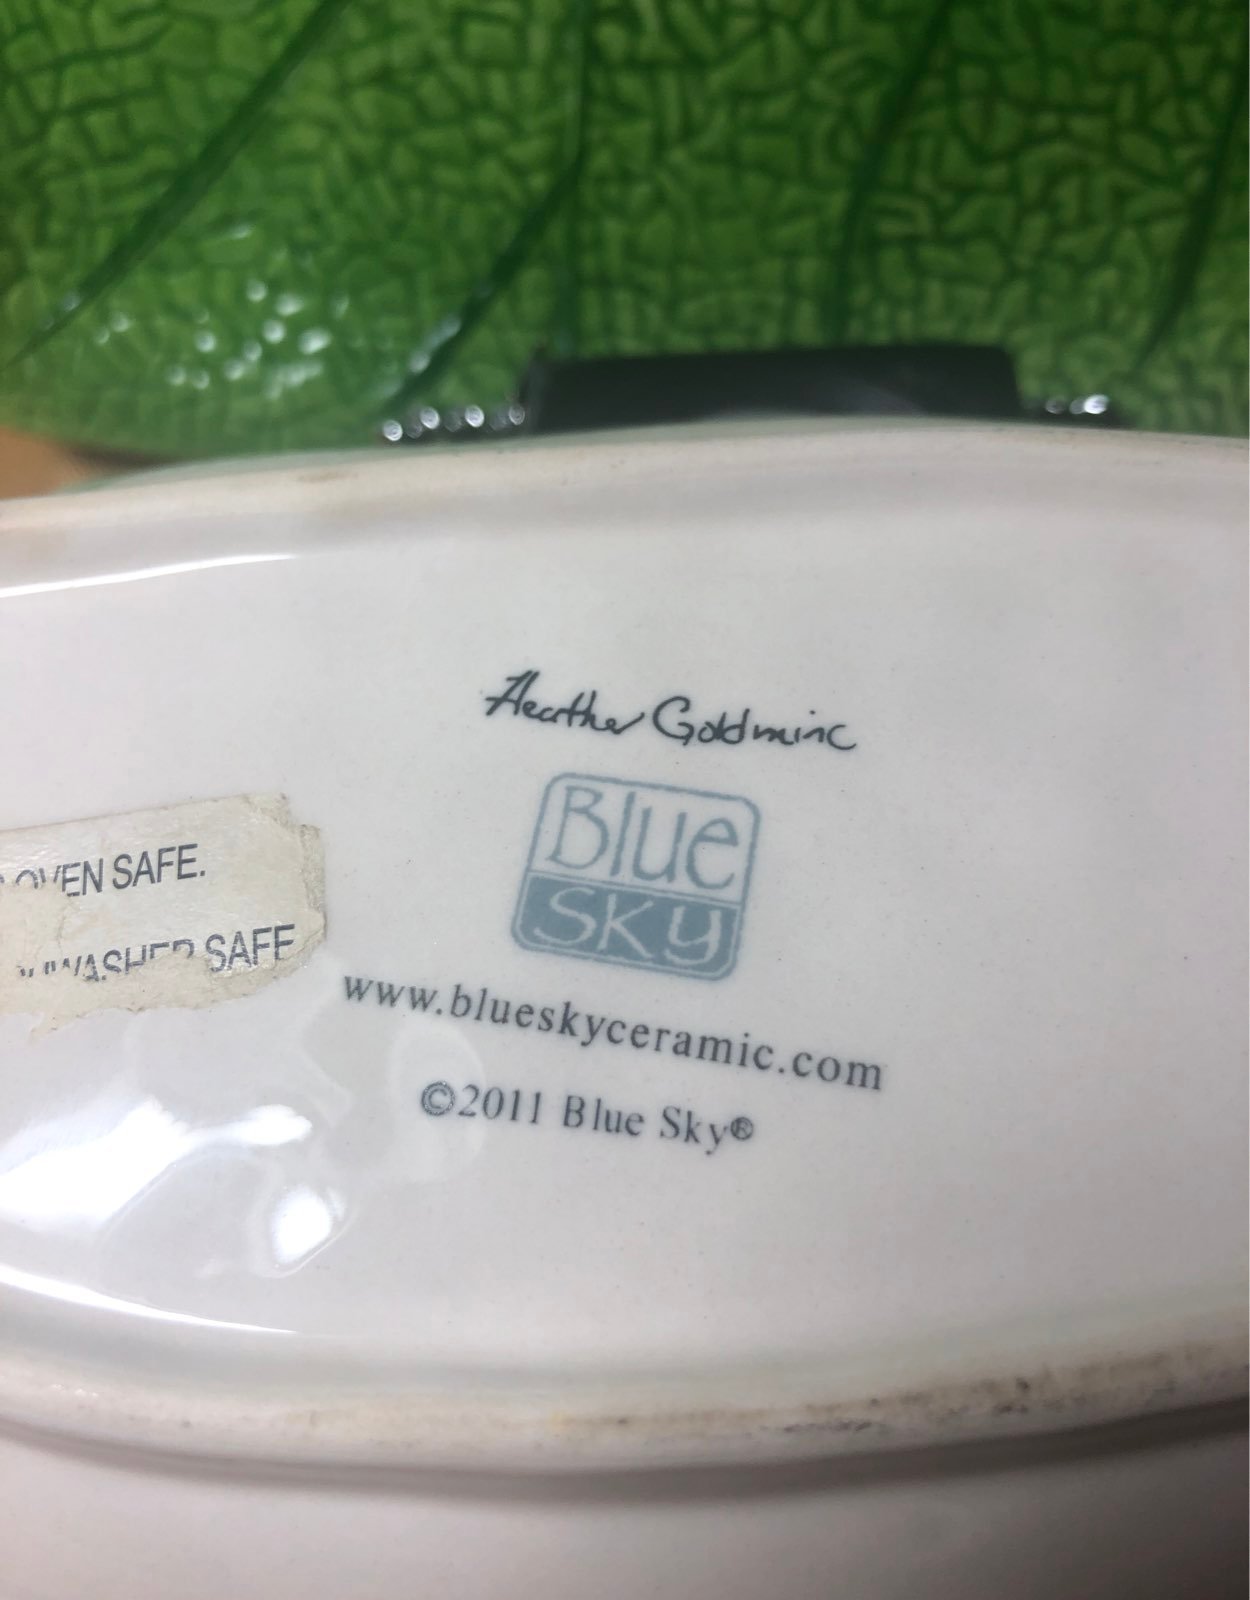 Heather Goldminc
Blue
SKY
www.blueskyceramic.com
©2011 Blue Sky®
OVEN SAFE.
SAFE